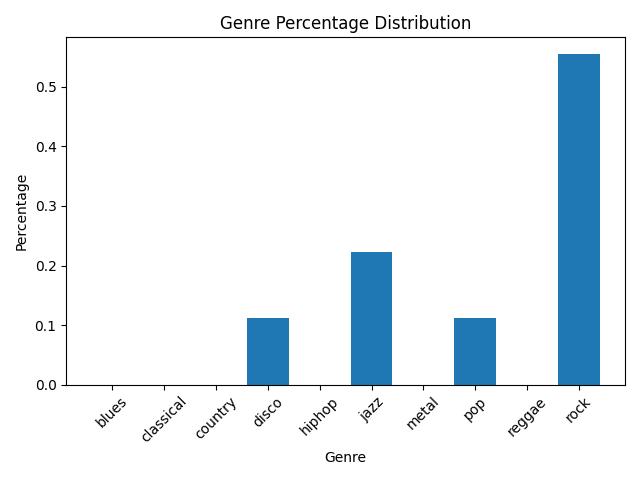 Genre Percentage Distribution
Percentage
0.5
0.4
0.3
0.2
0.1
0.0
blues
classical
country
disco
hiphop
jazz
metal
pop
reggae
rock
Genre